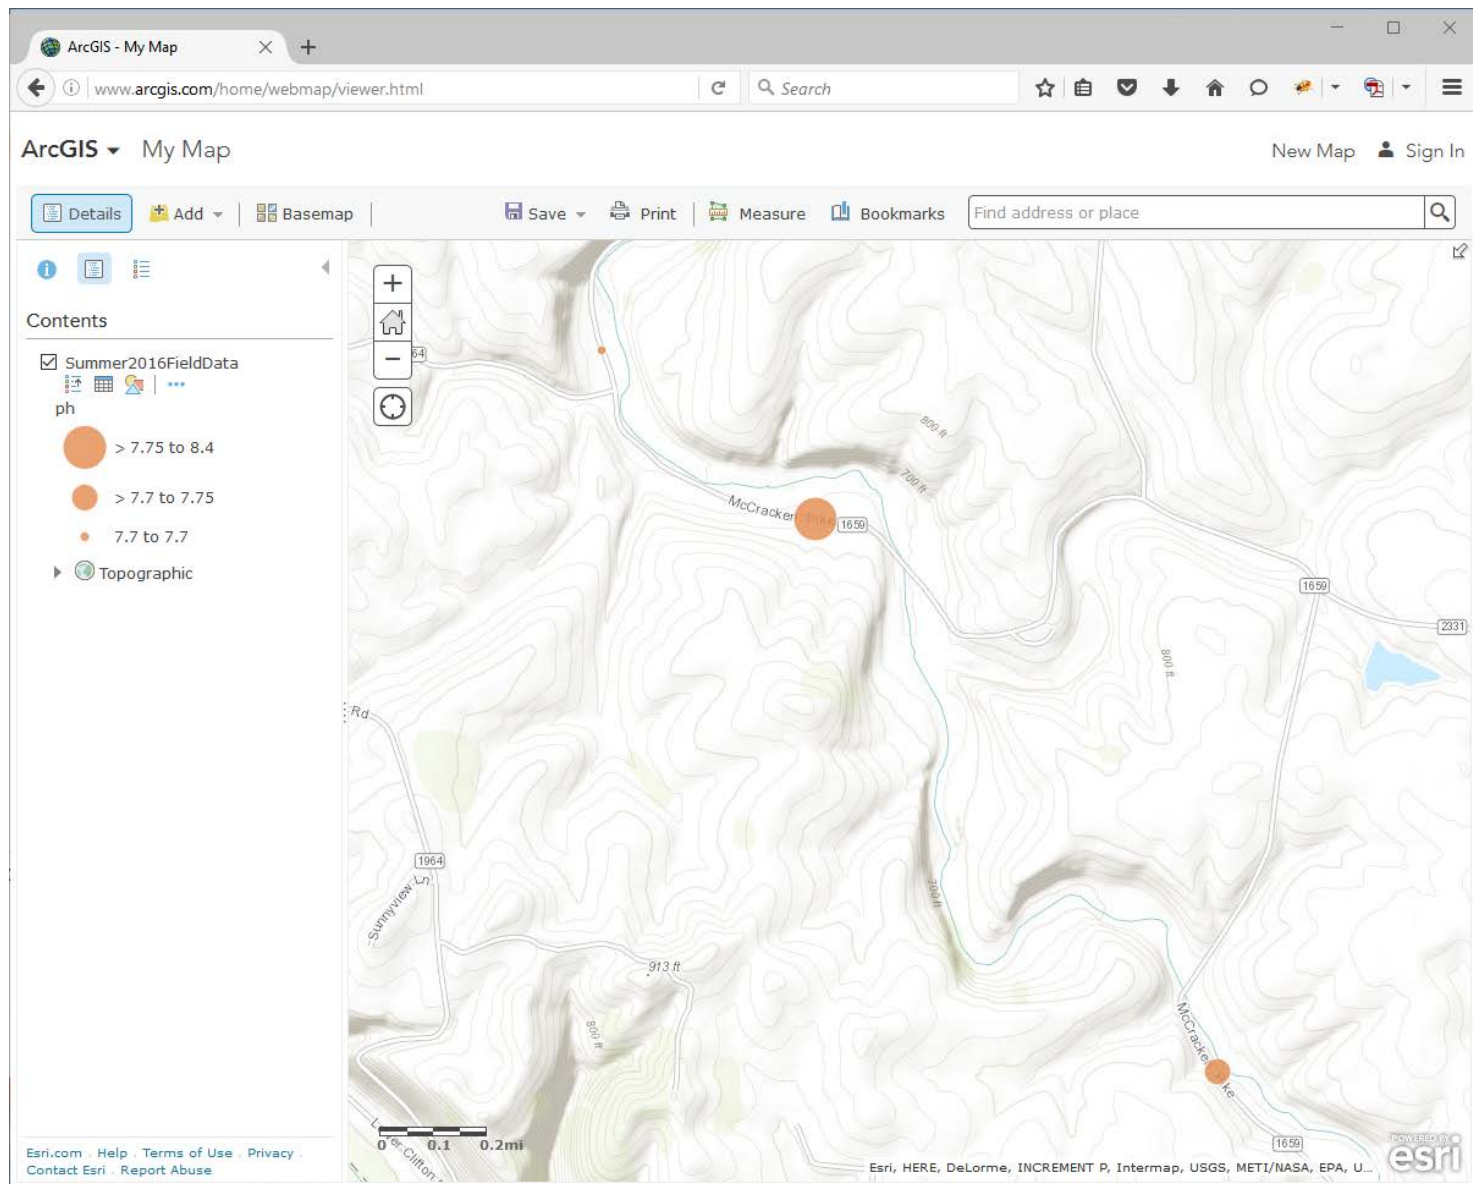 ArcGIS - My Map
www.arcgis.com/home/webmap/viewer.html
Search
ArcGIS My Map
New Map Sign In
Details Add Basemap Save Print Measure Bookmarks Find address or place
Contents
Summer2016FieldData
ph
> 7.75 to 8.4
> 7.7 to 7.75
7.7 to 7.7
Topographic
Esri.com . Help . Terms of Use . Privacy .
Contact Esri . Report Abuse
64
800 ft
700 ft
McCracken
1659
1659
2331
800 ft
Rd
1964
Sunnyview Ln
700 ft
913 ft
800 ft
McCracken Pike
1659
0 0.1 0.2mi
Esri, HERE, DeLorme, INCREMENT P, Intermap, USGS, METI/NASA, EPA, U...
POWERED BY
esri